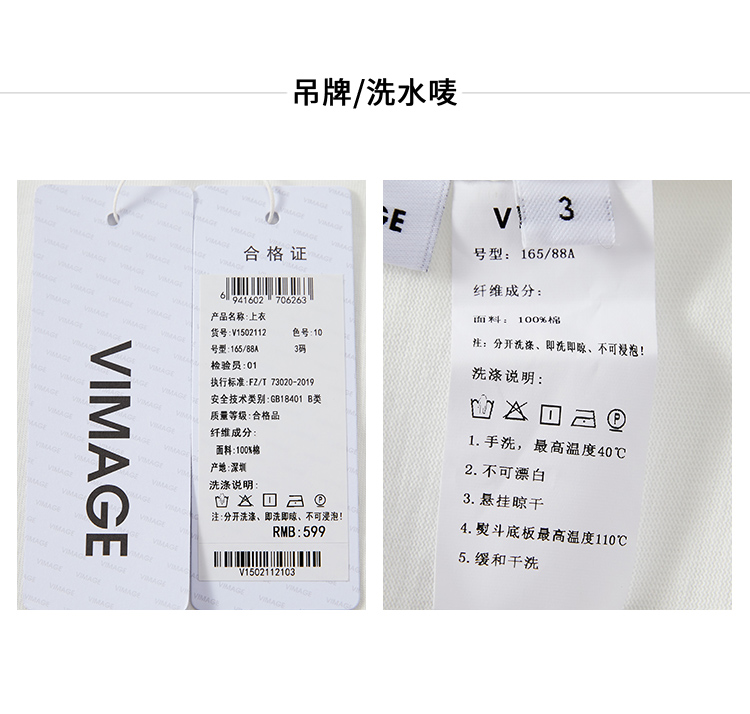 吊牌/洗水唛
VIMAGE
合格证
6 941602 706263
产品名称:上衣
货号:V1502112 色号:10
号型:165/88A 3码
检验员:01
执行标准:FZ/T 73020-2019
安全技术类别:GB18401 B类
质量等级:合格品
纤维成分:
面料:100%棉
产地:深圳
洗涤说明:
注:分开洗涤、即洗即晾、不可浸泡!
RMB:599
V1502112103
GE
V
3
号型: 165/88A
纤维成分:
面料: 100%棉
注: 分开洗涤、即洗即晾、不可浸泡!
洗涤说明:
1. 手洗, 最高温度40℃
2. 不可漂白
3. 悬挂晾干
4. 熨斗底板最高温度110℃
5. 缓和干洗